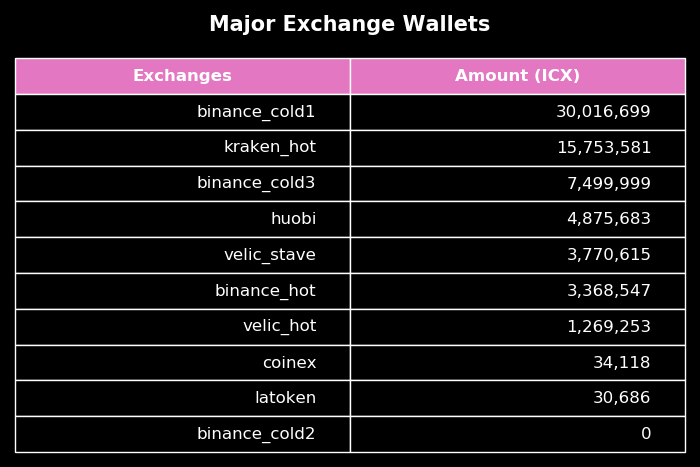 Major Exchange Wallets
Exchanges Amount (ICX)
binance_cold1 30,016,699
kraken_hot 15,753,581
binance_cold3 7,499,999
huobi 4,875,683
velic_stave 3,770,615
binance_hot 3,368,547
velic_hot 1,269,253
coinex 34,118
latoken 30,686
binance_cold2 0